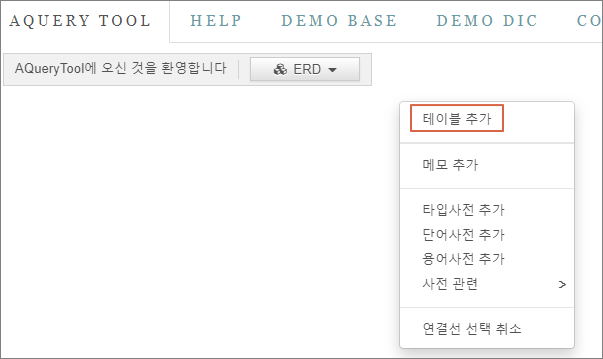 AQUERY TOOL HELP DEMO BASE DEMO DIC CO
AQueryTool에 오신 것을 환영합니다 ERD
테이블 추가
메모 추가
타입사전 추가
단어사전 추가
용어사전 추가
사전 관련
연결선 선택 취소